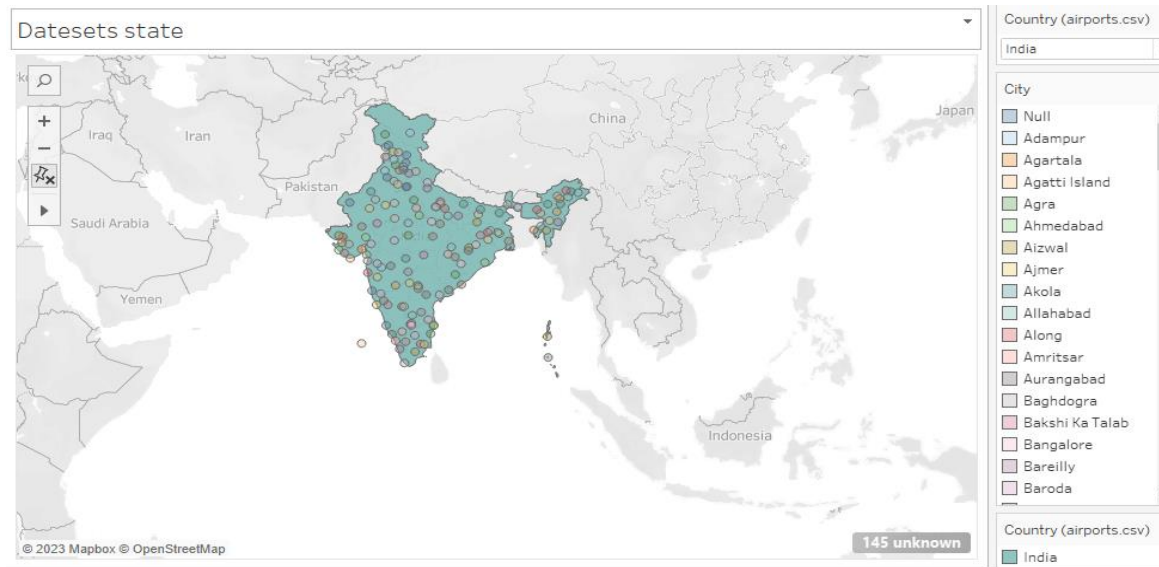 Datesets state
Country (airports.csv)
India
City
Null
Adampur
Agartala
Agatti Island
Agra
Ahmedabad
Aizwal
Ajmer
Akola
Allahabad
Along
Amritsar
Aurangabad
Baghdogra
Bakshi Ka Talab
Bangalore
Bareilly
Baroda
Country (airports.csv)
India
Iraq
Iran
China
Japan
Pakistan
Saudi Arabia
Yemen
Indonesia
© 2023 Mapbox © OpenStreetMap
145 unknown